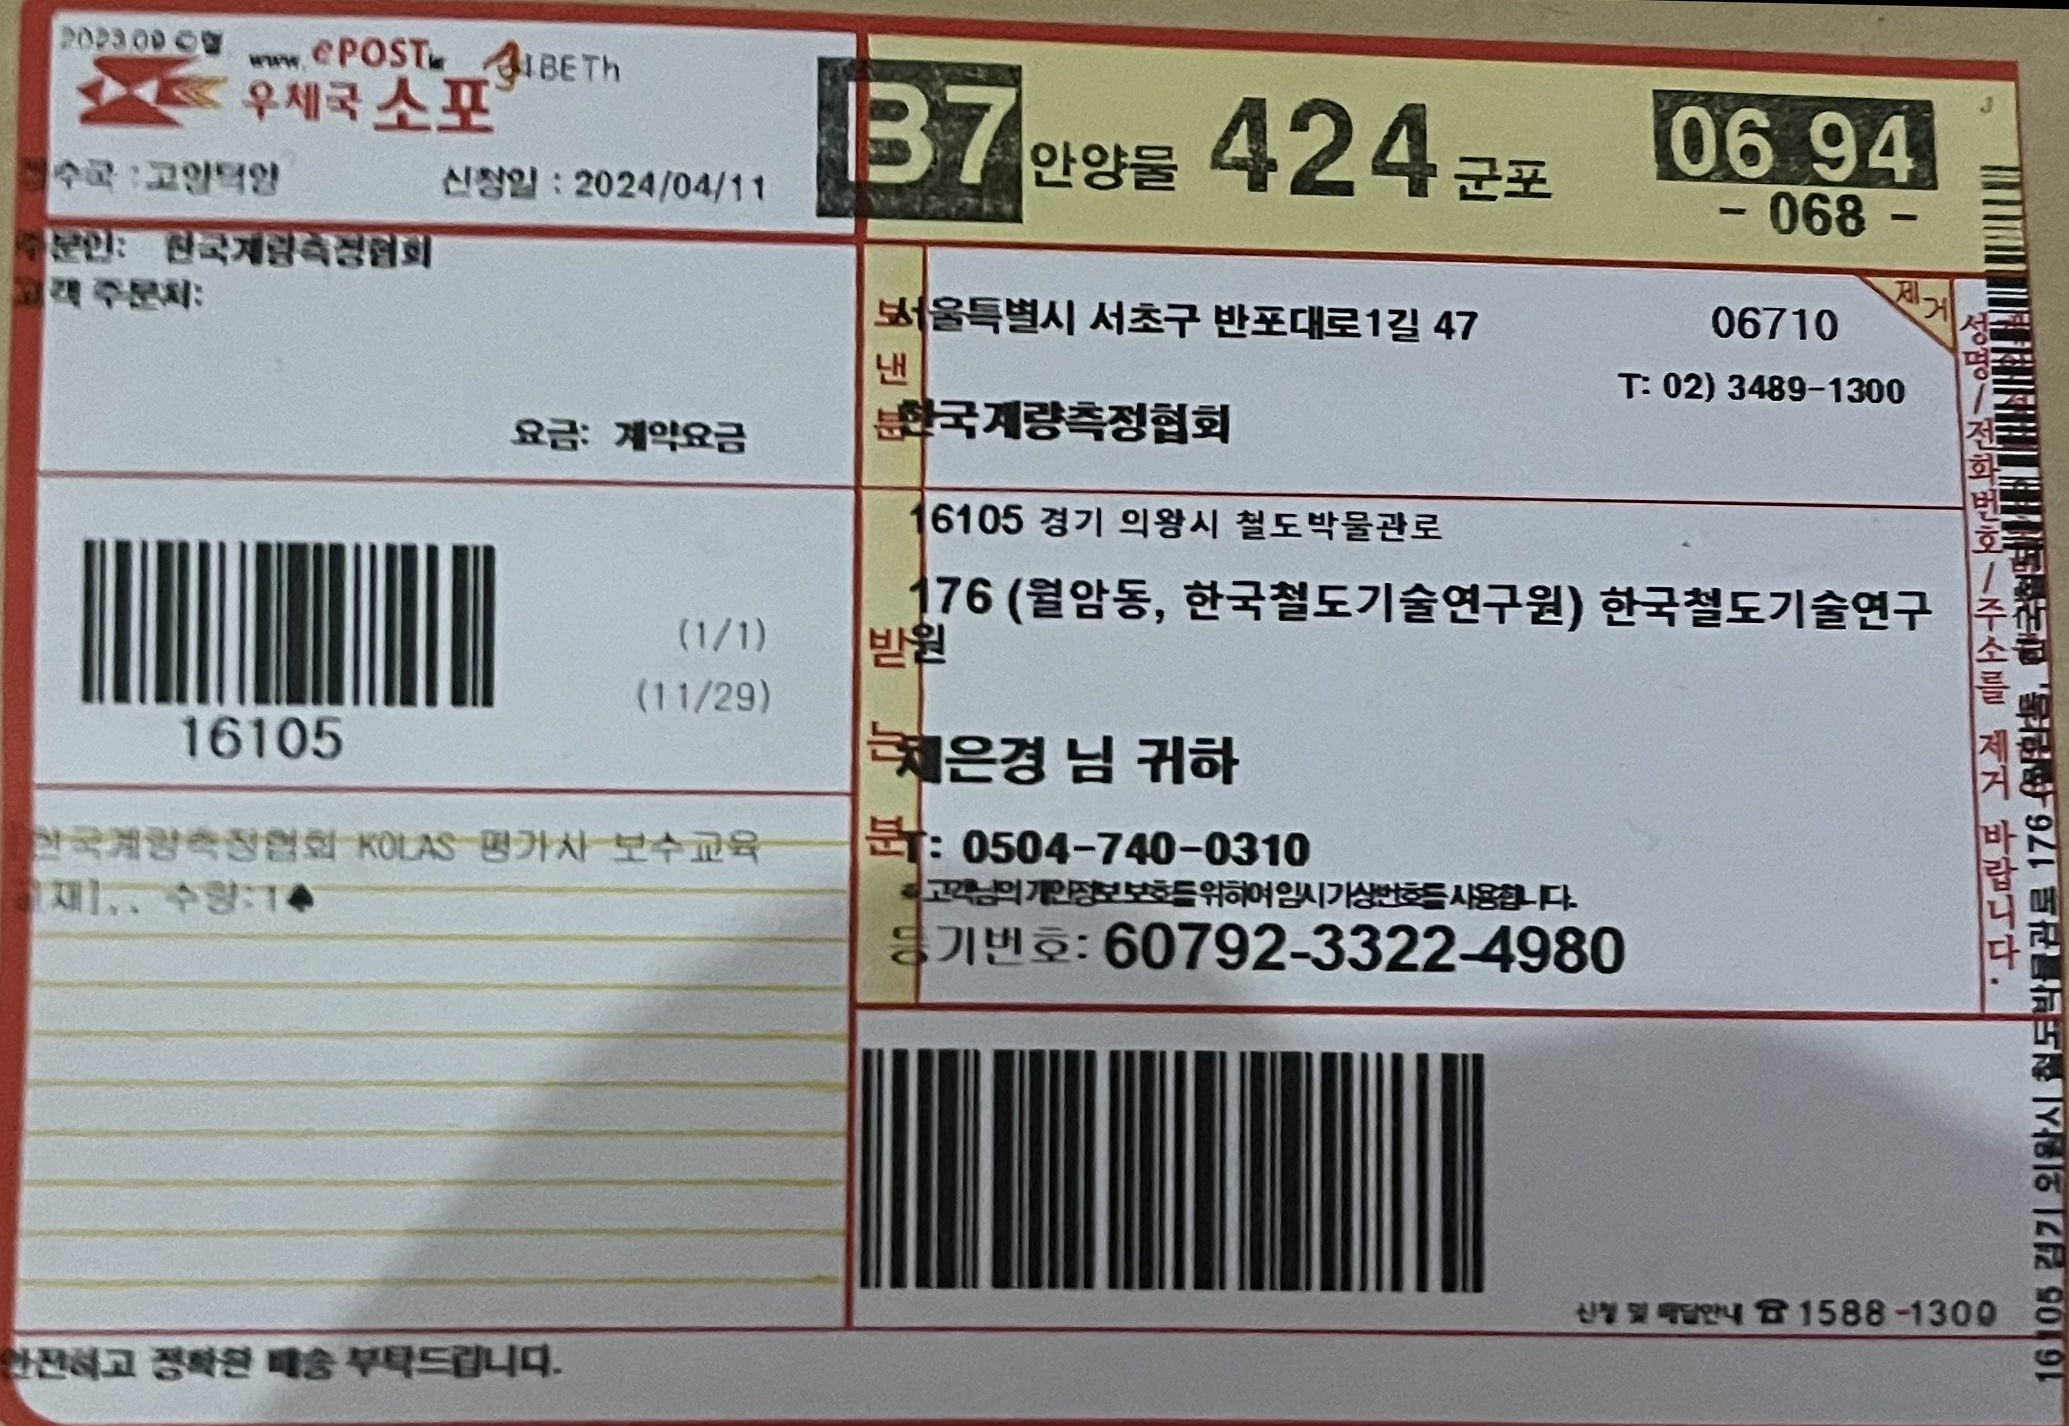 2023.09
www.ePOST.kr
우체국 소포
접수국 : 고양덕양
신청일 : 2024/04/11
B7 안양물 424 군포
06 94
- 068 -
주문인: 한국계량측정협회
고객 주문처:
요금: 계약요금
보낸분
서울특별시 서초구 반포대로1길 47
06710
T: 02) 3489-1300
한국계량측정협회
제거
16105
(1/1)
(11/29)
받는분
16105 경기 의왕시 철도박물관로
176 (월암동, 한국철도기술연구원) 한국철도기술연구
원
은경 님 귀하
T: 0504-740-0310
* 고객님의 개인정보보호를 위하여 임시가상번호를 사용합니다.
등기번호: 60792-3322-4980
[한국계량측정협회 KOLAS 평가사 보수교육
교재],. 수량:1♠
성명/전화번호/주소를 제거 바랍니다.
16105 경기 의왕시 철도박물관로 176 (월암동, 한국철
신청 및 배달안내 ☎ 1588-1300
안전하고 정확한 배송 부탁드립니다.